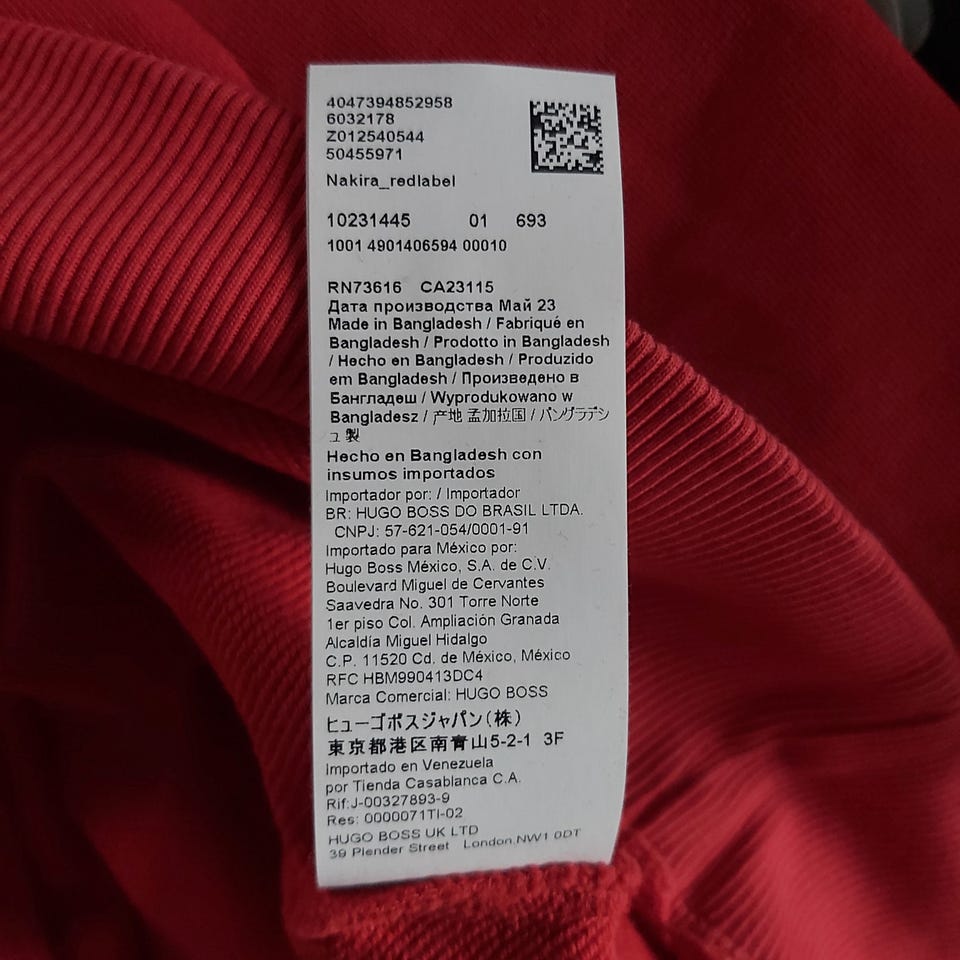 4047394852958
6032178
Z012540544
50455971
Nakira_redlabel
10231445 01 693
1001 4901406594 00010
RN73616 CA23115
Дата производства Май 23
Made in Bangladesh / Fabriqué en
Bangladesh / Prodotto in Bangladesh
/ Hecho en Bangladesh / Produzido
em Bangladesh / Произведено в
Бангладеш / Wyprodukowano w
Bangladesz / 产地 孟加拉国 / バングラデシ
ュ製
Hecho en Bangladesh con
insumos importados
Importador por: / Importador
BR: HUGO BOSS DO BRASIL LTDA.
CNPJ: 57-621-054/0001-91
Importado para México por:
Hugo Boss México, S.A. de C.V.
Boulevard Miguel de Cervantes
Saavedra No. 301 Torre Norte
1er piso Col. Ampliación Granada
Alcaldía Miguel Hidalgo
C.P. 11520 Cd. de México, México
RFC HBM990413DC4
Marca Comercial: HUGO BOSS
ヒューゴボスジャパン(株)
東京都港区南青山5-2-1 3F
Importado en Venezuela
por Tienda Casablanca C.A.
Rif:J-00327893-9
Res: 0000071TI-02
HUGO BOSS UK LTD
39 Plender Street London,NW1 0DT